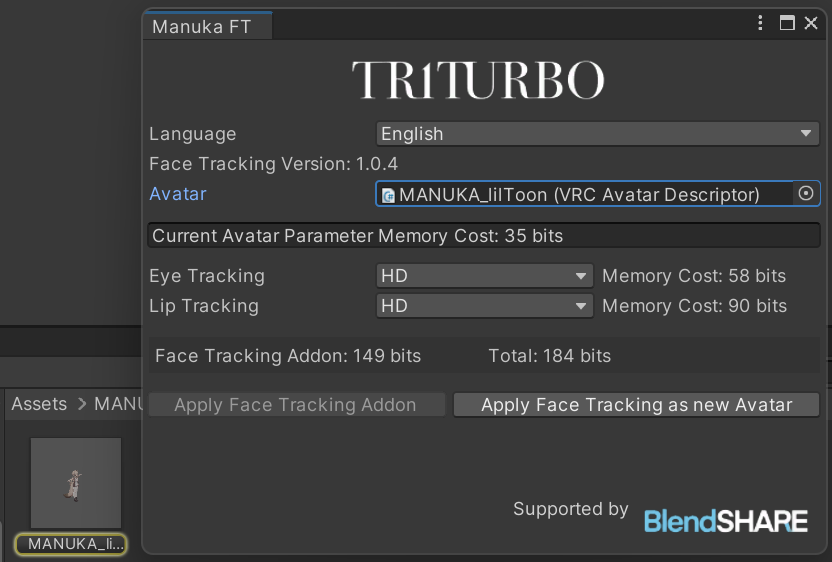 Manuka FT
TR1TURBO
Language English
Face Tracking Version: 1.0.4
Avatar MANUKA_lilToon (VRC Avatar Descriptor)
Current Avatar Parameter Memory Cost: 35 bits
Eye Tracking HD Memory Cost: 58 bits
Lip Tracking HD Memory Cost: 90 bits
Face Tracking Addon: 149 bits Total: 184 bits
Assets > MANU
Apply Face Tracking Addon Apply Face Tracking as new Avatar
Supported by BlendSHARE
MANUKA_li...